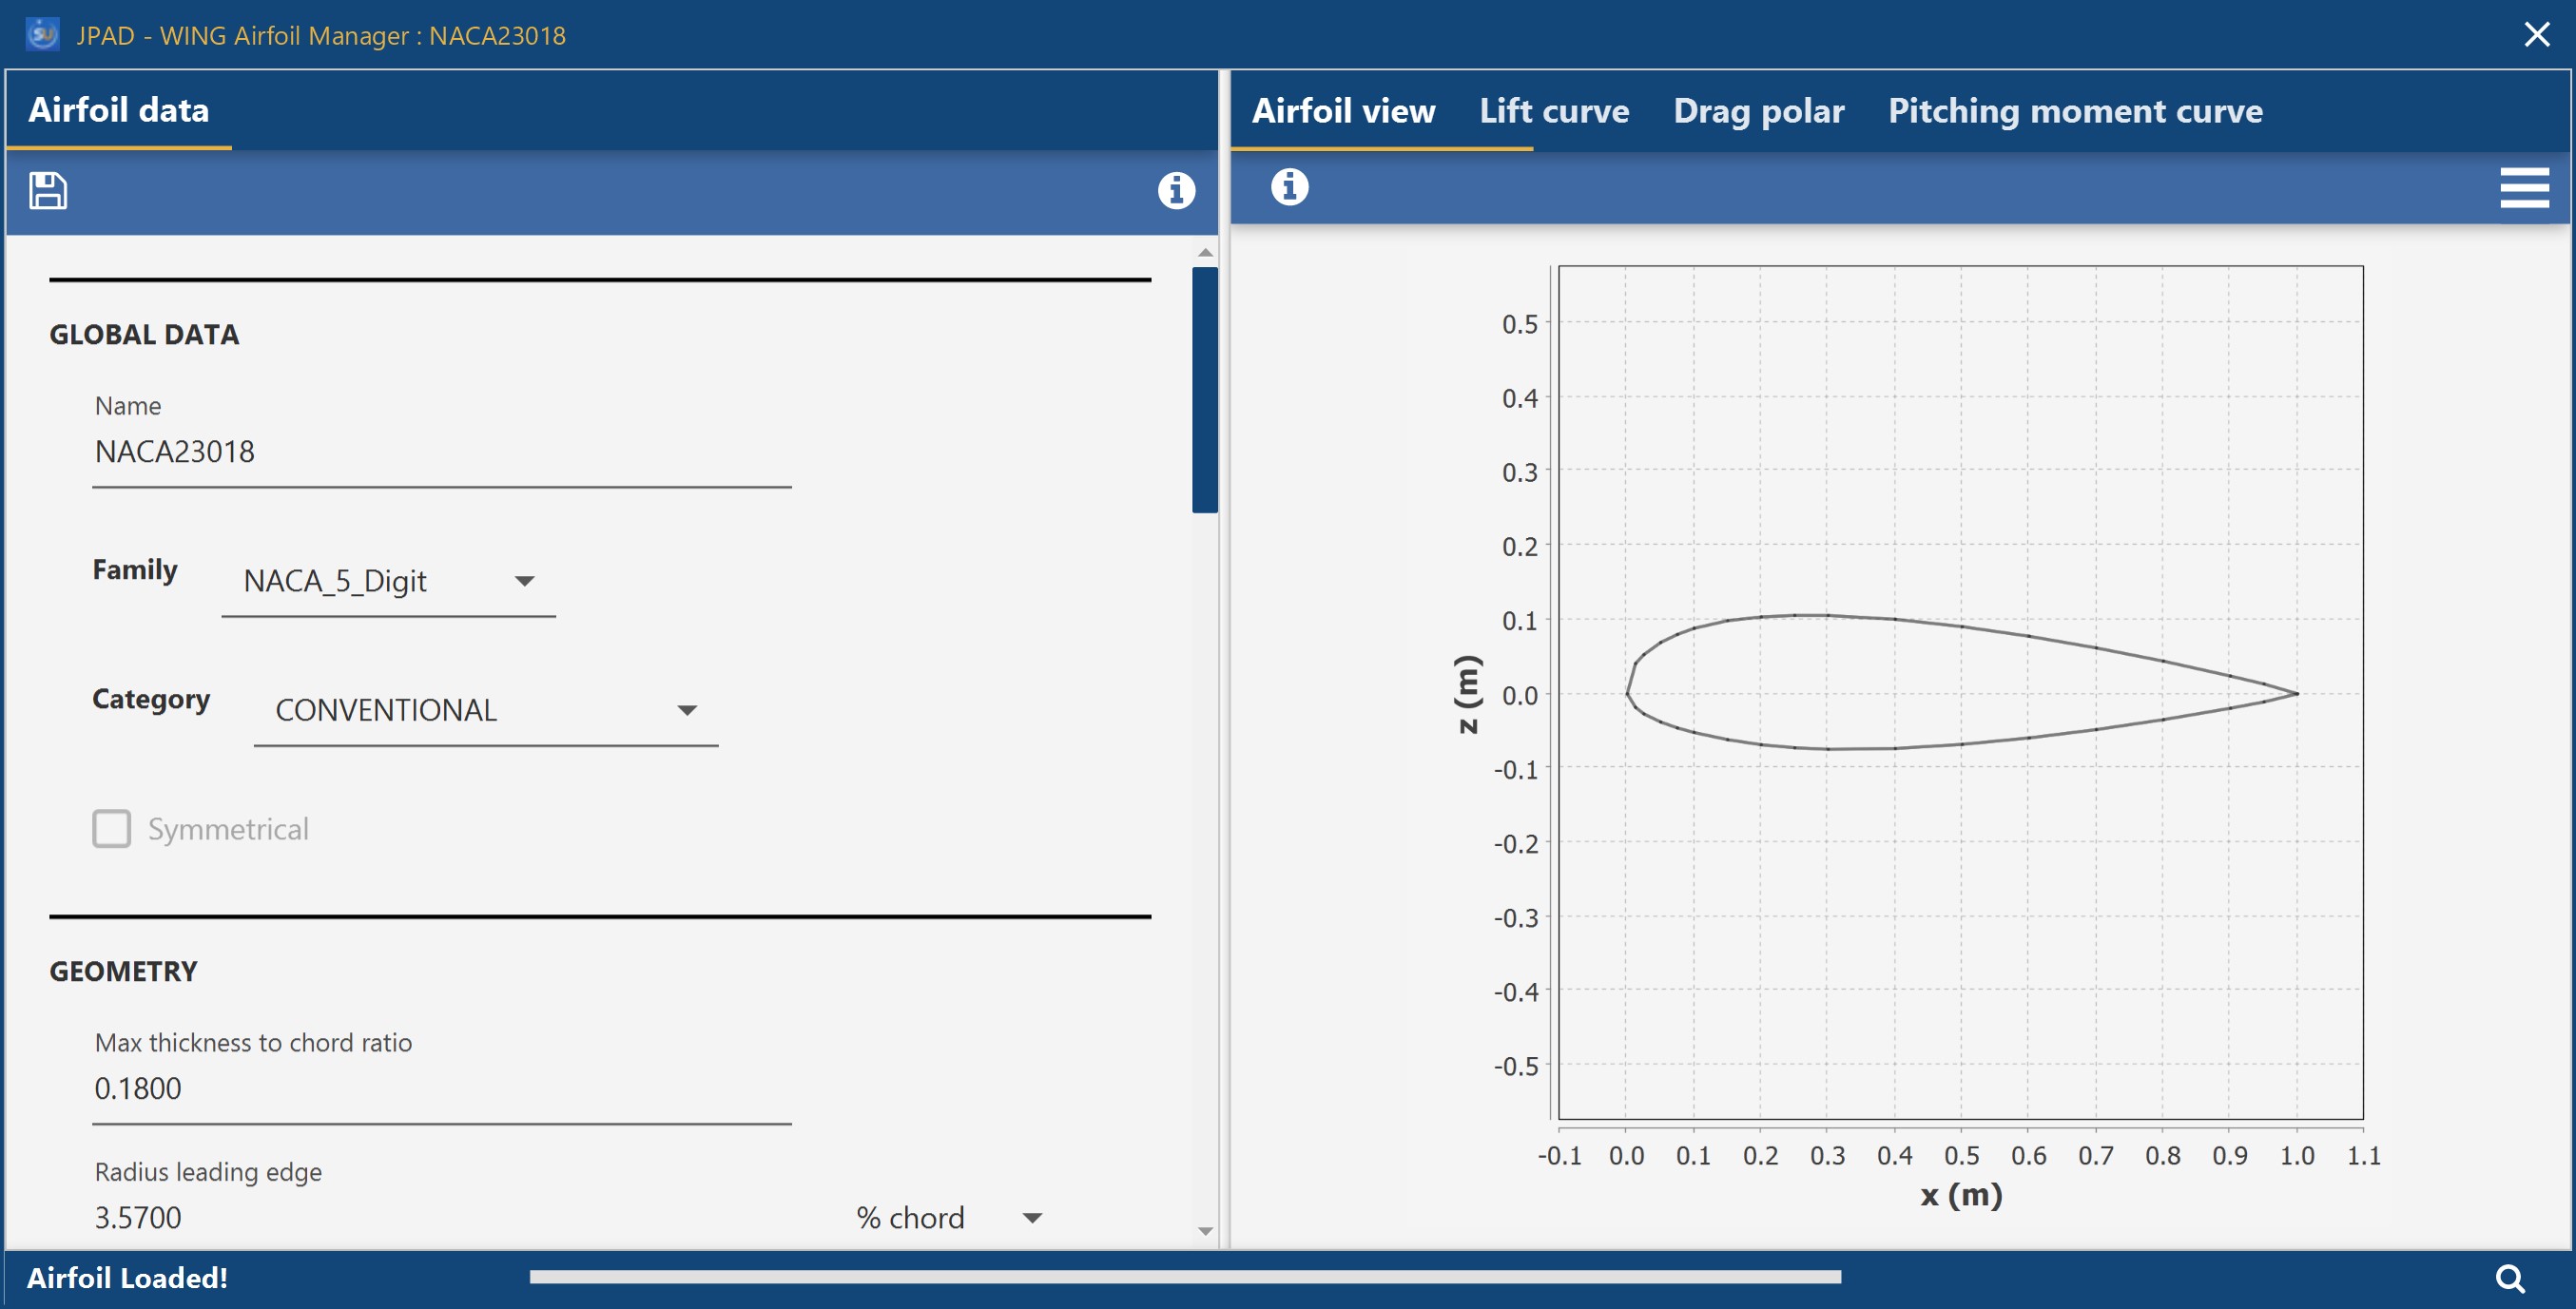 JPAD - WING Airfoil Manager : NACA23018
Airfoil data
GLOBAL DATA
Name
NACA23018
Family NACA_5_Digit
Category CONVENTIONAL
Symmetrical
GEOMETRY
Max thickness to chord ratio
0.1800
Radius leading edge
3.5700 % chord
Airfoil view Lift curve Drag polar Pitching moment curve
0.5
0.4
0.3
0.2
0.1
0.0
-0.1
-0.2
-0.3
-0.4
-0.5
z (m)
-0.1 0.0 0.1 0.2 0.3 0.4 0.5 0.6 0.7 0.8 0.9 1.0 1.1
x (m)
Airfoil Loaded!